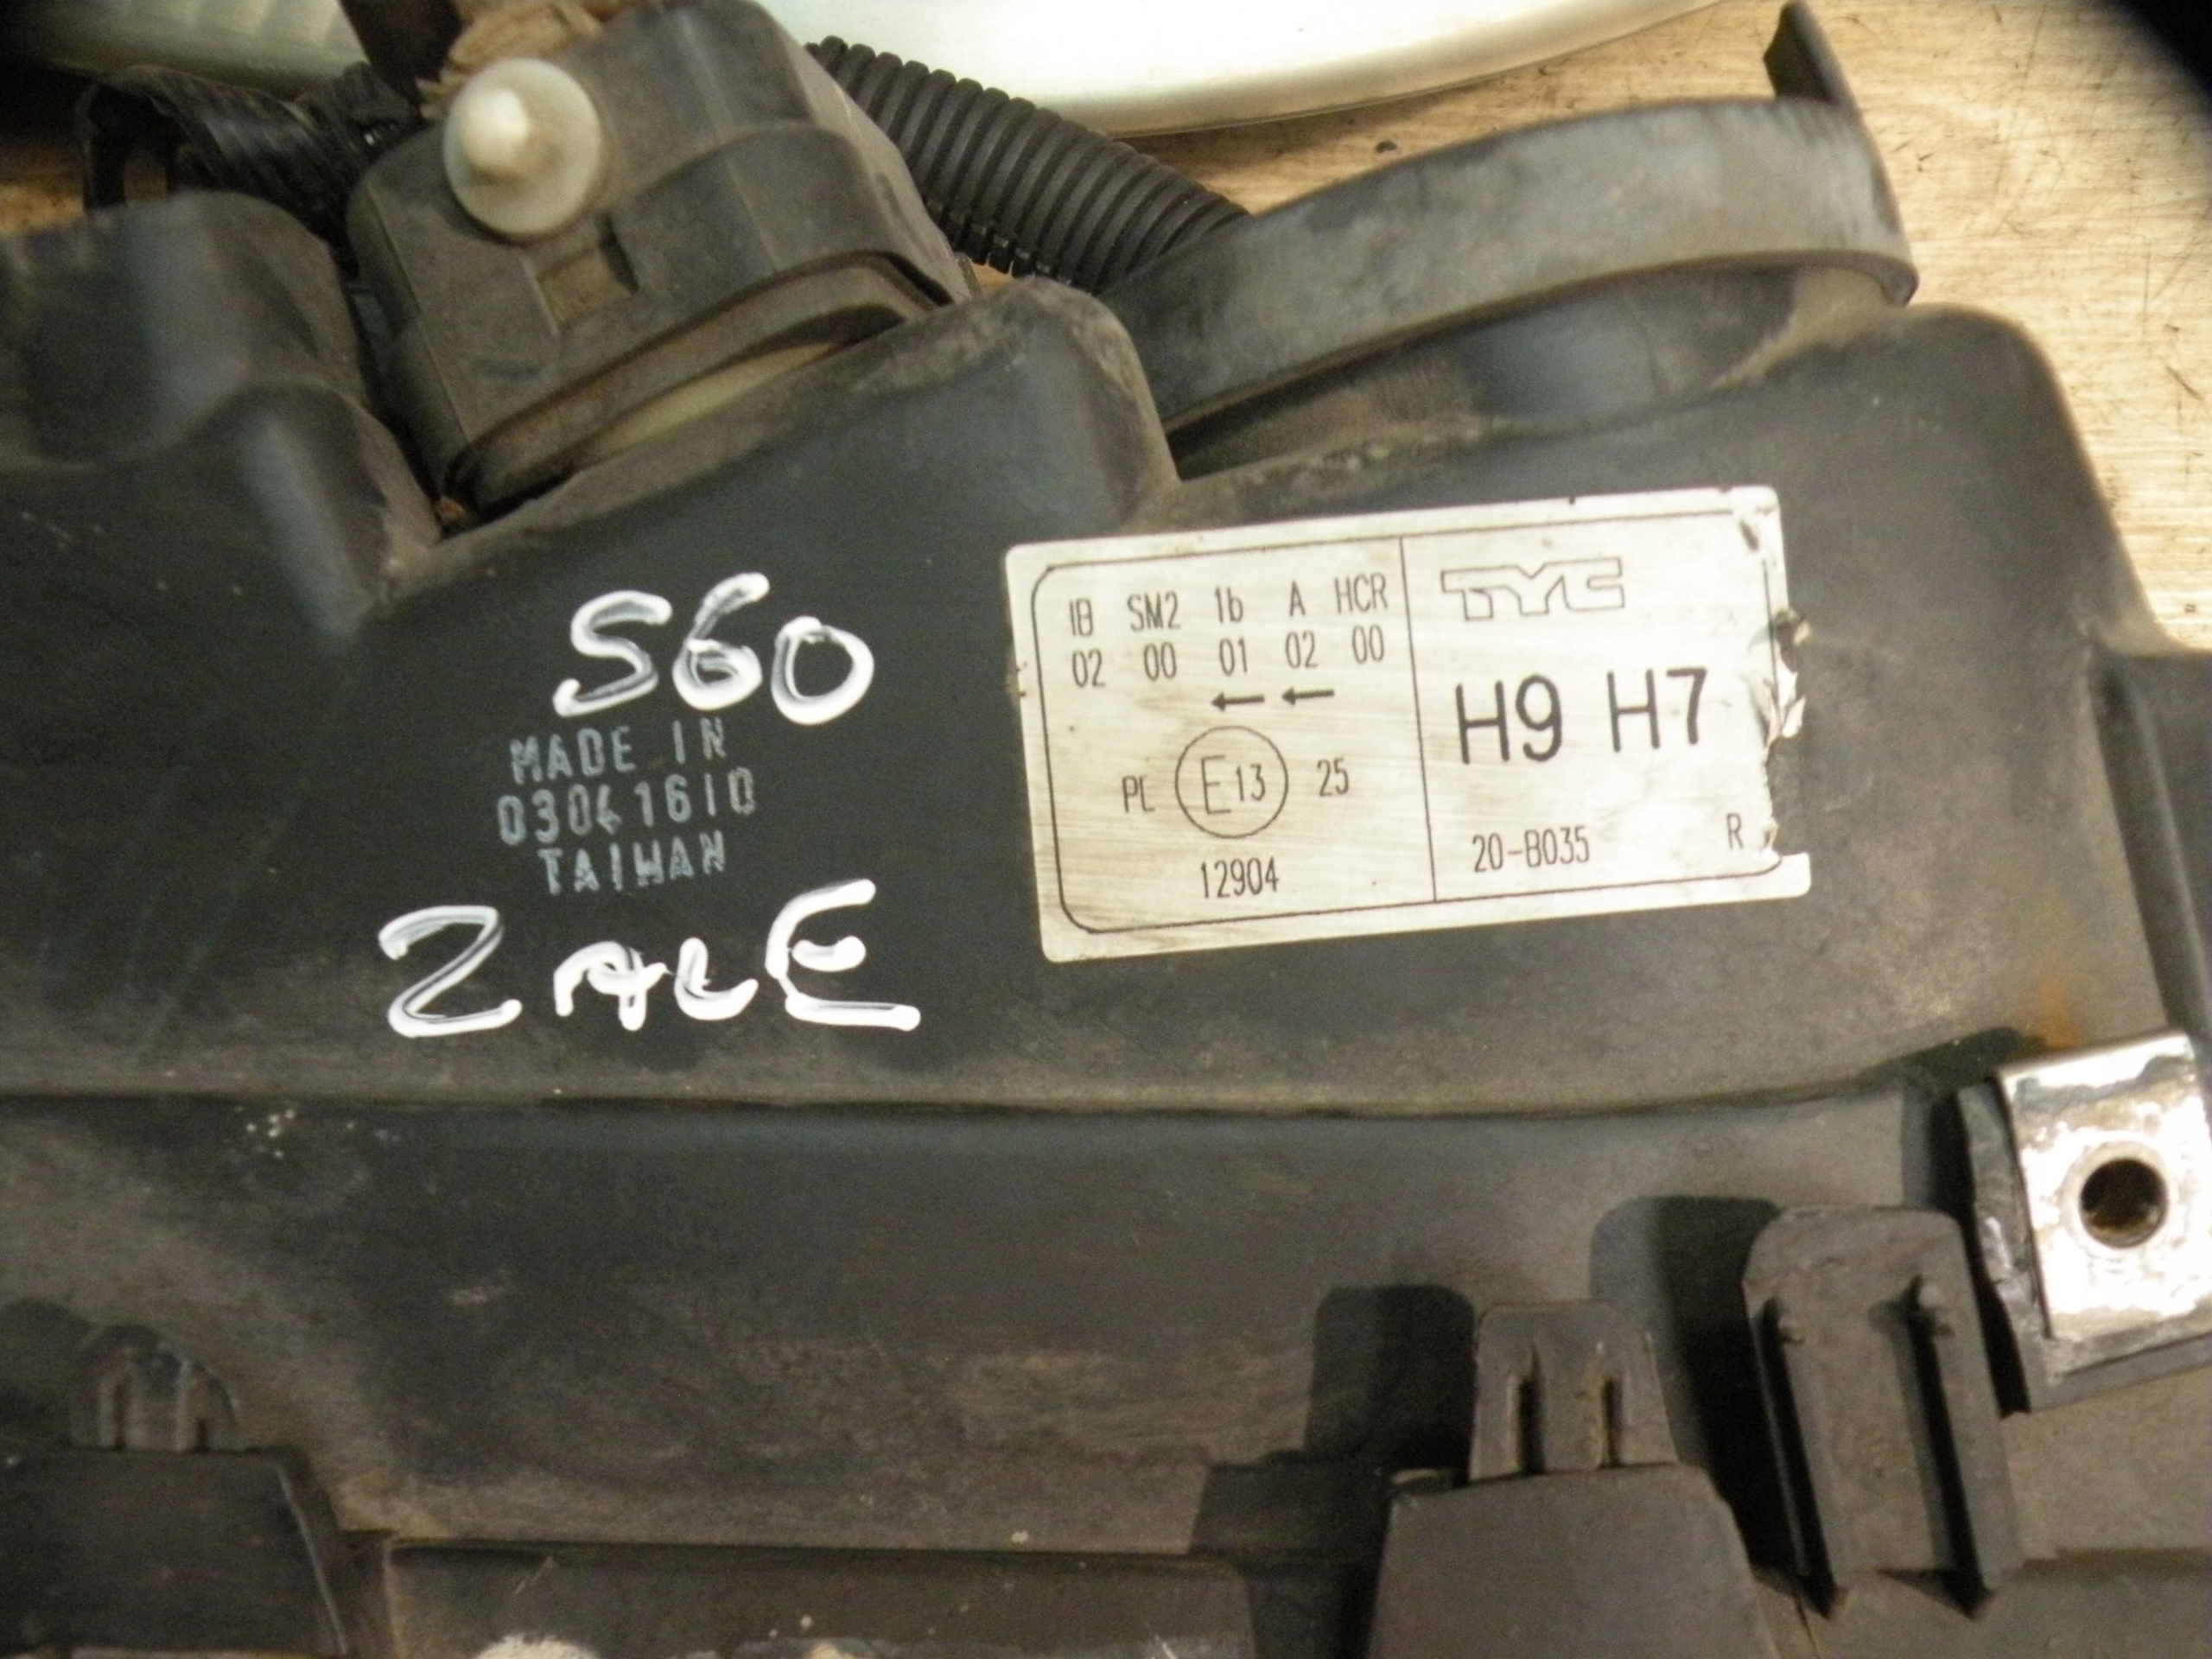 S60
MADE IN
03041610
TAIWAN
ZALE
IB SM2 1b A HCR
02 00 01 02 00
← ←
PL E13 25
12904
TYC
H9 H7
20-B035 R